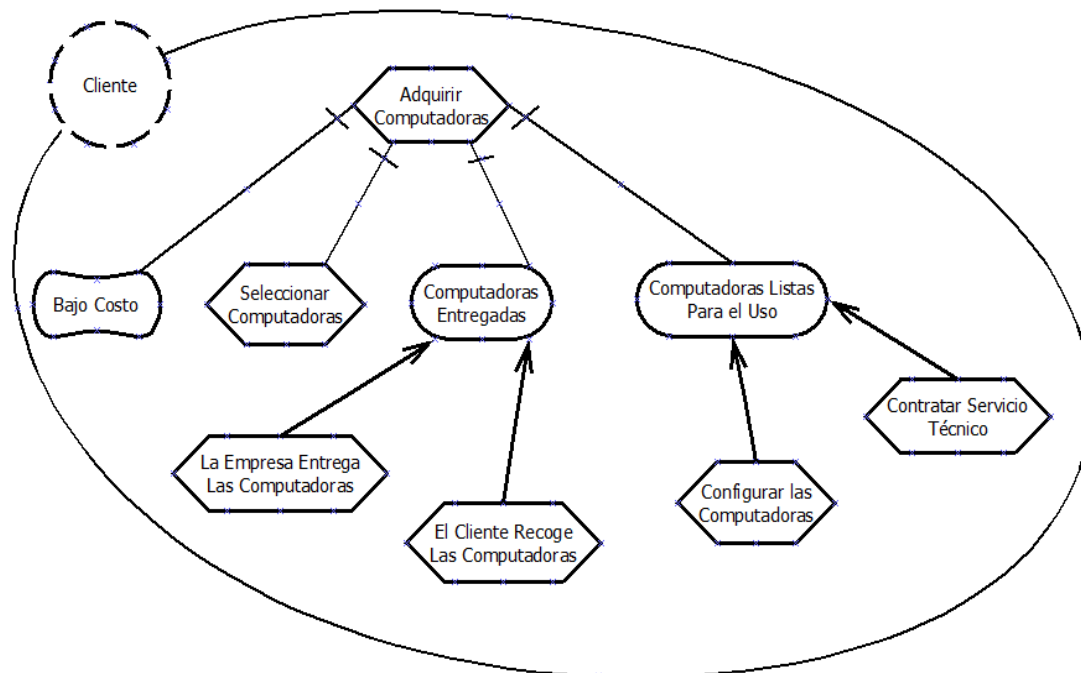 Cliente
Adquirir
Computadoras
Bajo Costo
Seleccionar
Computadoras
Computadoras
Entregadas
Computadoras Listas
Para el Uso
Contratar Servicio
Técnico
La Empresa Entrega
Las Computadoras
El Cliente Recoge
Las Computadoras
Configurar las
Computadoras